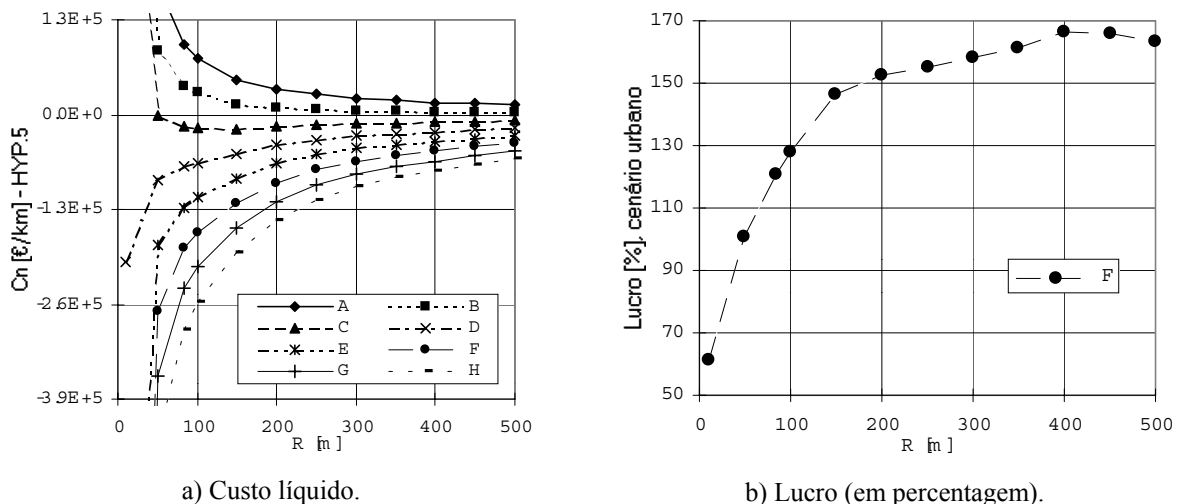 1.3E+5
0.0E+0
-1.3E+5
-2.6E+5
-3.9E+5
Cn [€/km] - HYP.5
0 100 200 300 400 500
R [m]
A B
C D
E F
G H
a) Custo líquido.
170
150
130
110
90
70
50
Lucro [%], cenário urbano
0 100 200 300 400 500
R [m]
F
b) Lucro (em percentagem).